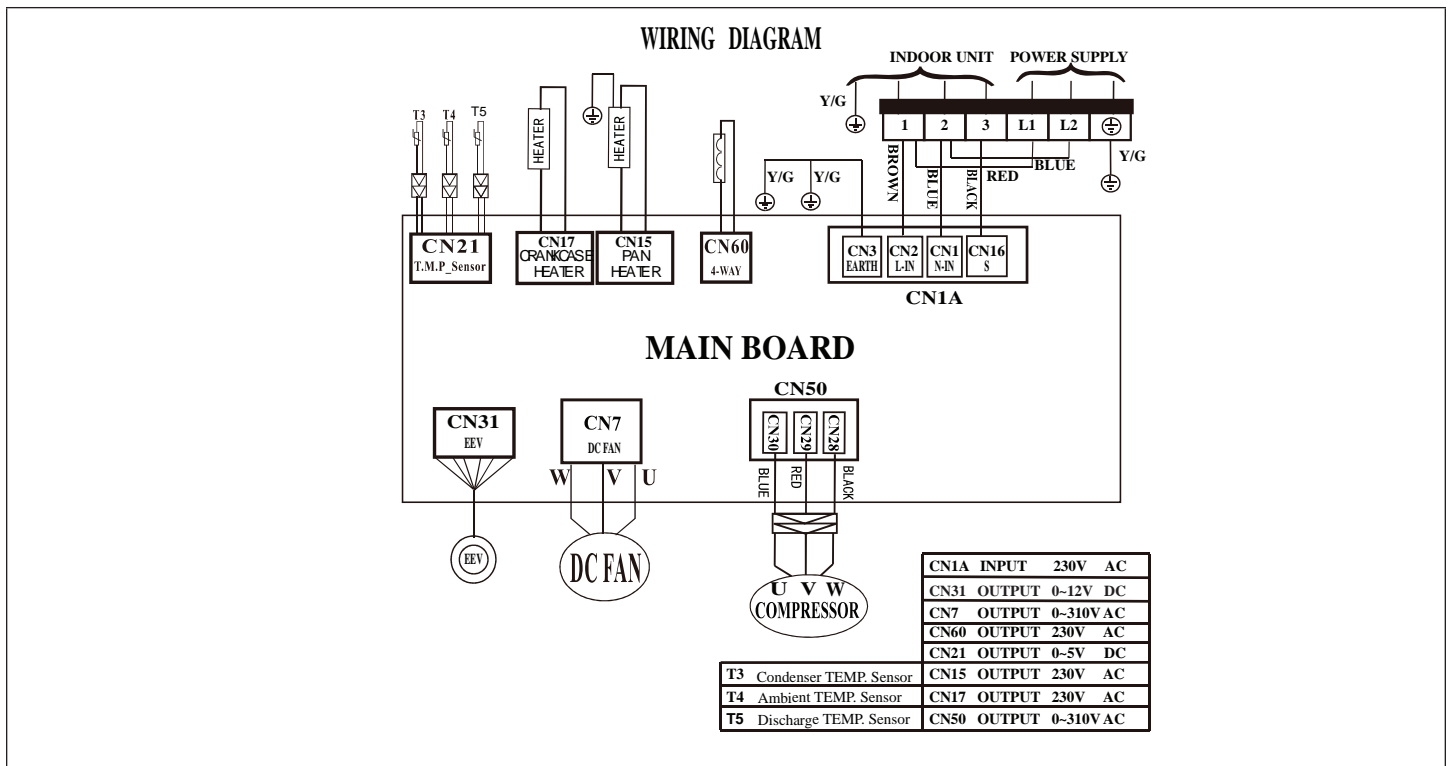 WIRING DIAGRAM
INDOOR UNIT POWER SUPPLY
Y/G
1 2 3 L1 L2
BROWN
BLUE
BLACK
RED
BLUE
Y/G
T3 T4 T5
HEATER
HEATER
Y/G Y/G
CN21
T.M.P_Sensor
CN17
CRANKCASE
HEATER
CN15
PAN
HEATER
CN60
4-WAY
CN3
EARTH
CN2
L-IN
CN1
N-IN
CN16
S
CN1A
MAIN BOARD
CN31
EEV
CN7
DC FAN
W V U
CN50
CN30
CN29
CN28
BLUE
RED
BLACK
EEV
DC FAN
U V W
COMPRESSOR
CN1A INPUT 230V AC
CN31 OUTPUT 0~12V DC
CN7 OUTPUT 0~310V AC
CN60 OUTPUT 230V AC
CN21 OUTPUT 0~5V DC
T3 Condenser TEMP. Sensor CN15 OUTPUT 230V AC
T4 Ambient TEMP. Sensor CN17 OUTPUT 230V AC
T5 Discharge TEMP. Sensor CN50 OUTPUT 0~310V AC